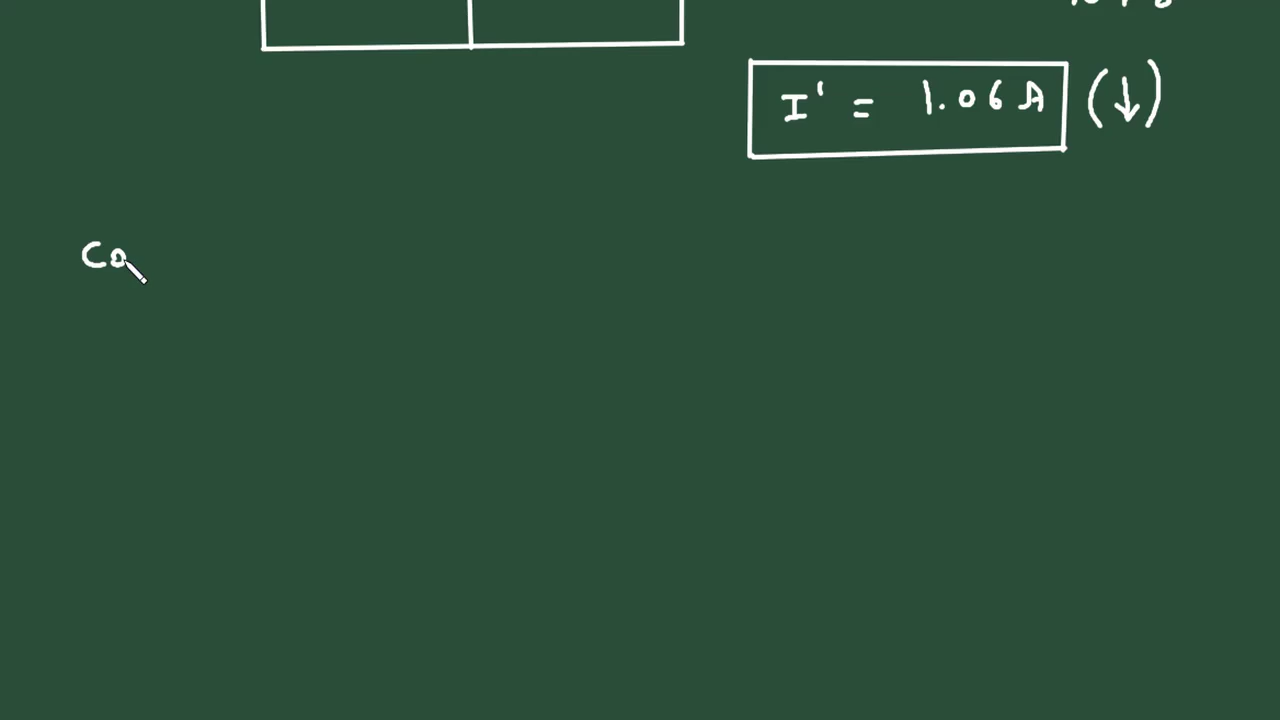 I' = 1.06 A (↓)
Co